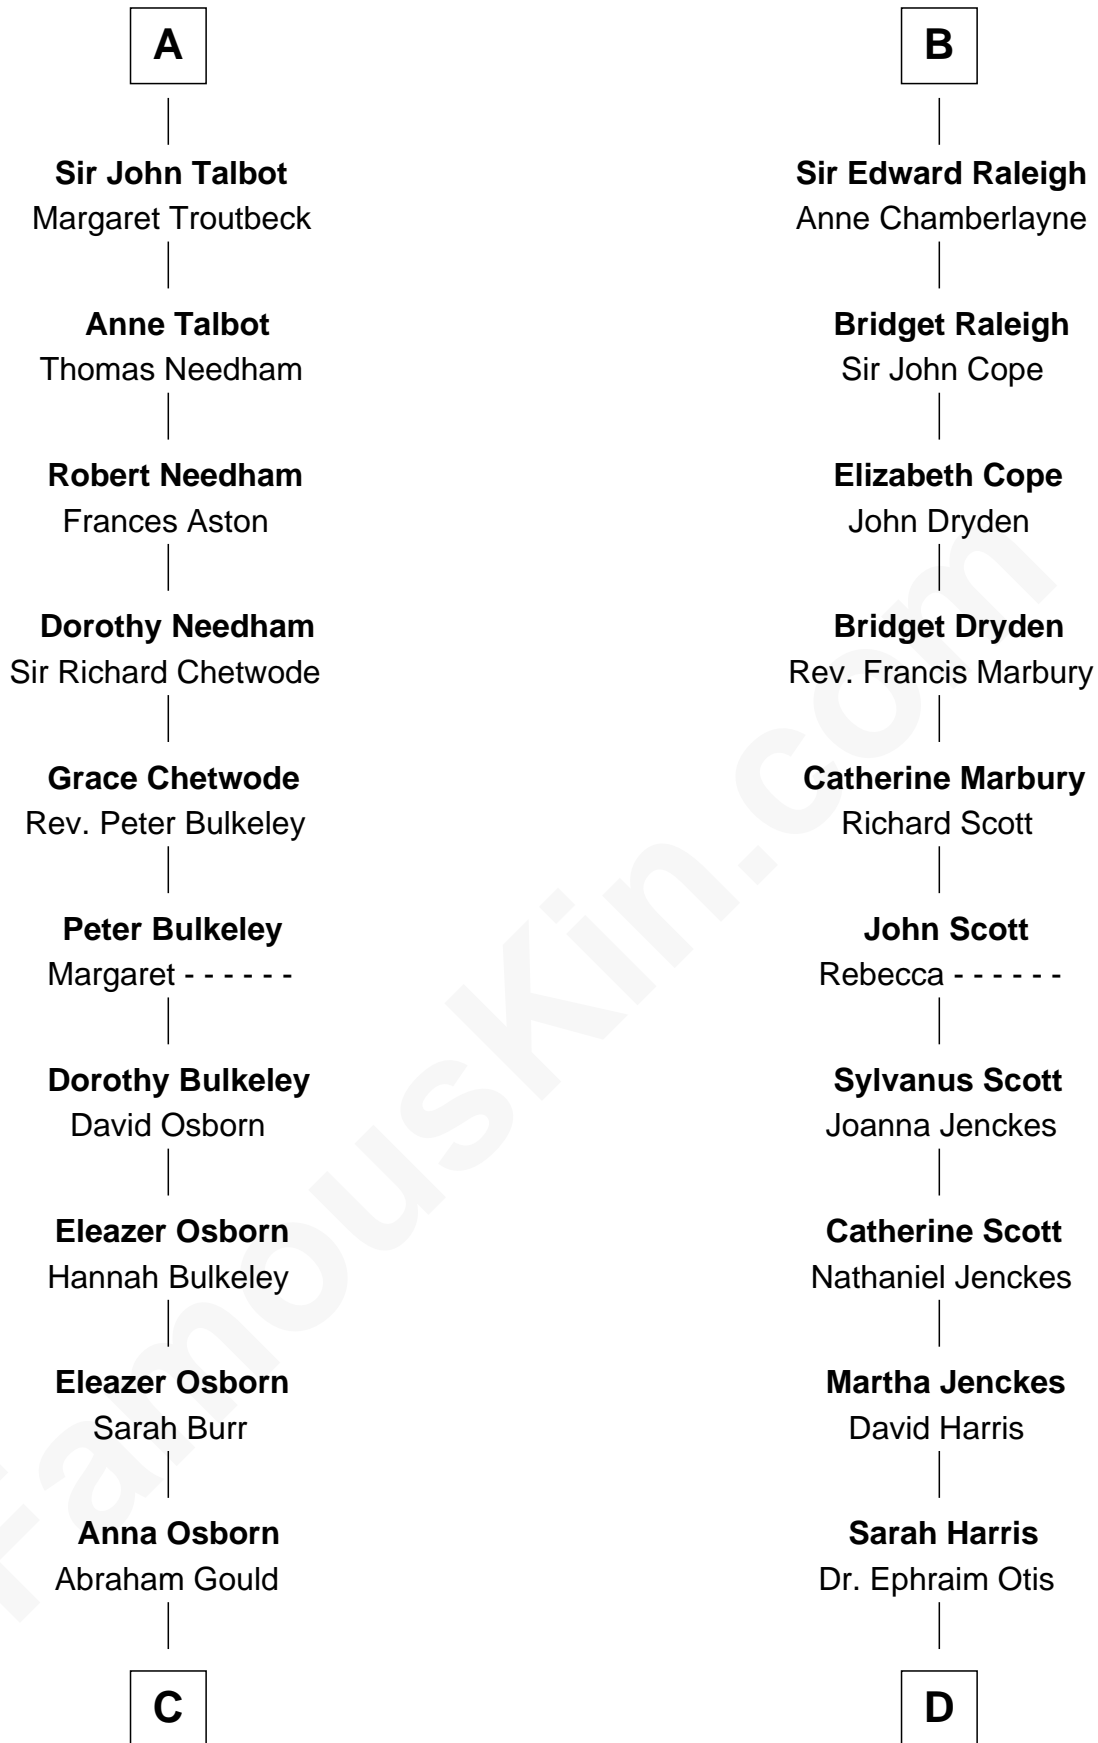 A
Sir John Talbot
Margaret Troutbeck
Anne Talbot
Thomas Needham
Robert Needham
Frances Aston
Dorothy Needham
Sir Richard Chetwode
Grace Chetwode
Rev. Peter Bulkeley
Peter Bulkeley
Margaret - - - - - -
Dorothy Bulkeley
David Osborn
Eleazer Osborn
Hannah Bulkeley
Eleazer Osborn
Sarah Burr
Anna Osborn
Abraham Gould
C
B
Sir Edward Raleigh
Anne Chamberlayne
Bridget Raleigh
Sir John Cope
Elizabeth Cope
John Dryden
Bridget Dryden
Rev. Francis Marbury
Catherine Marbury
Richard Scott
John Scott
Rebecca - - - - - -
Sylvanus Scott
Joanna Jenckes
Catherine Scott
Nathaniel Jenckes
Martha Jenckes
David Harris
Sarah Harris
Dr. Ephraim Otis
D
FamousKin.com